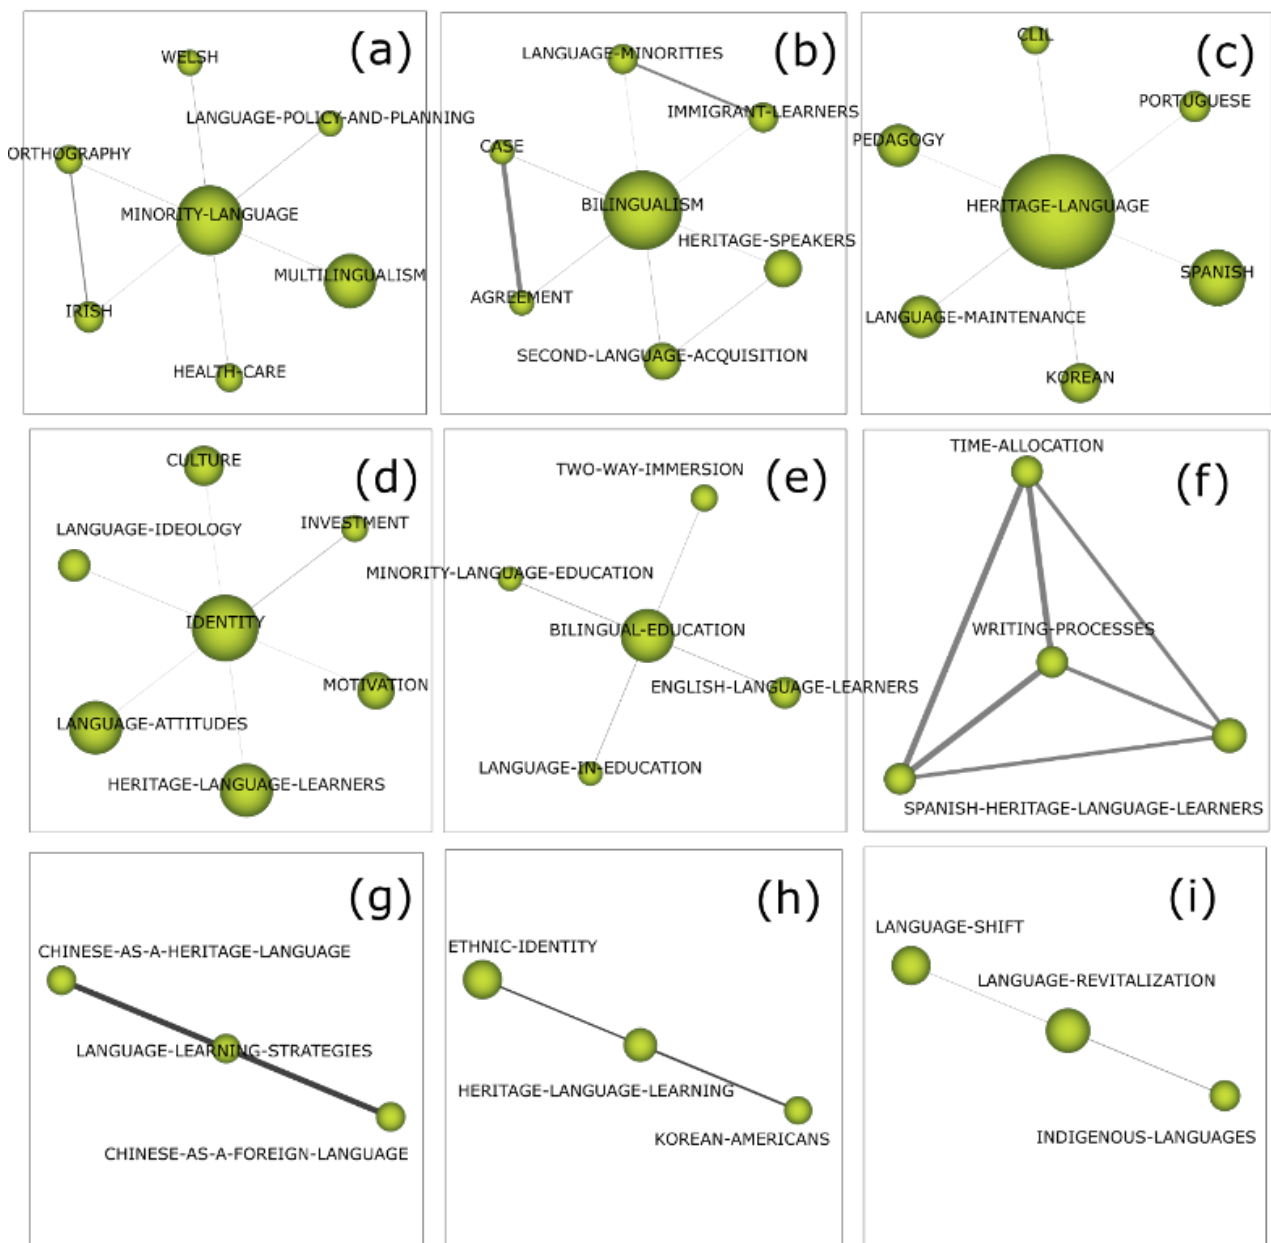 (a)
WELSH
LANGUAGE-POLICY-AND-PLANNING
ORTHOGRAPHY
MINORITY-LANGUAGE
MULTILINGUALISM
IRISH
HEALTH-CARE
(b)
LANGUAGE-MINORITIES
IMMIGRANT-LEARNERS
CASE
BILINGUALISM
HERITAGE-SPEAKERS
AGREEMENT
SECOND-LANGUAGE-ACQUISITION
(c)
CLIL
PORTUGUESE
PEDAGOGY
HERITAGE-LANGUAGE
SPANISH
LANGUAGE-MAINTENANCE
KOREAN
(d)
CULTURE
INVESTMENT
LANGUAGE-IDEOLOGY
IDENTITY
MOTIVATION
LANGUAGE-ATTITUDES
HERITAGE-LANGUAGE-LEARNERS
(e)
TWO-WAY-IMMERSION
MINORITY-LANGUAGE-EDUCATION
BILINGUAL-EDUCATION
ENGLISH-LANGUAGE-LEARNERS
LANGUAGE-IN-EDUCATION
(f)
TIME-ALLOCATION
WRITING-PROCESSES
SPANISH-HERITAGE-LANGUAGE-LEARNERS
(g)
CHINESE-AS-A-HERITAGE-LANGUAGE
LANGUAGE-LEARNING-STRATEGIES
CHINESE-AS-A-FOREIGN-LANGUAGE
(h)
ETHNIC-IDENTITY
HERITAGE-LANGUAGE-LEARNING
KOREAN-AMERICANS
(i)
LANGUAGE-SHIFT
LANGUAGE-REVITALIZATION
INDIGENOUS-LANGUAGES